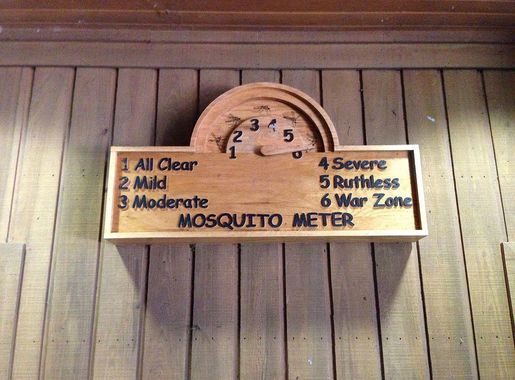 1 2 3 4 5 6
1 All Clear
2 Mild
3 Moderate
4 Severe
5 Ruthless
6 War Zone
MOSQUITO METER